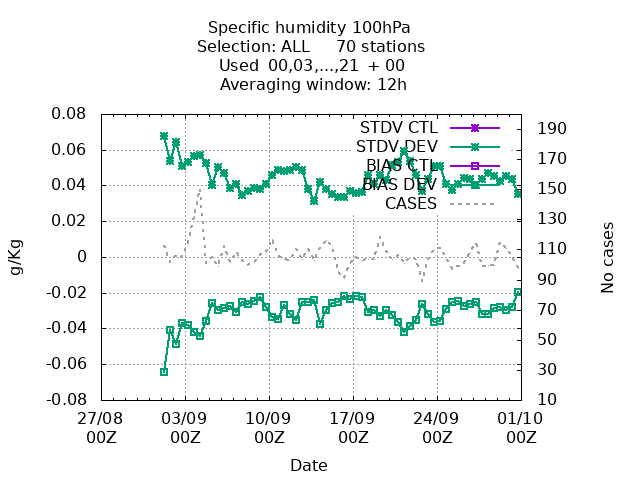 Specific humidity 100hPa
Selection: ALL 70 stations
Used 00,03,...,21 + 00
Averaging window: 12h
0.08
0.06
0.04
0.02
0
-0.02
-0.04
-0.06
-0.08
g/Kg
STDV CTL
STDV DEV
BIAS CTL
BIAS DEV
CASES
190
170
150
130
110
90
70
50
30
10
No cases
27/08 03/09 10/09 17/09 24/09 01/10
00Z 00Z 00Z 00Z 00Z 00Z
Date